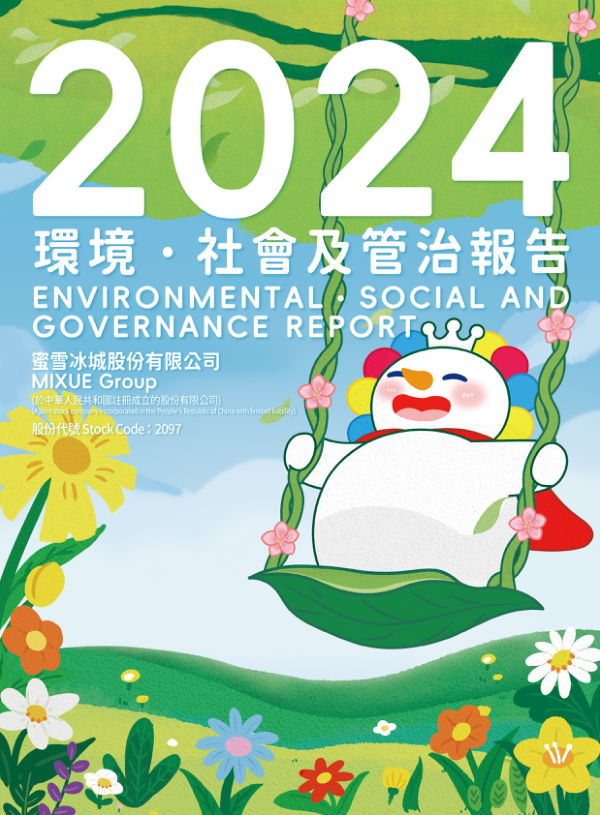 2024
環境·社會及管治報告
ENVIRONMENTAL · SOCIAL AND
GOVERNANCE REPORT
蜜雪冰城股份有限公司
MIXUE Group
(於中華人民共和國註冊成立的股份有限公司)
(A joint stock company incorporated in the People's Republic of China with limited liability)
股份代號 Stock Code：2097